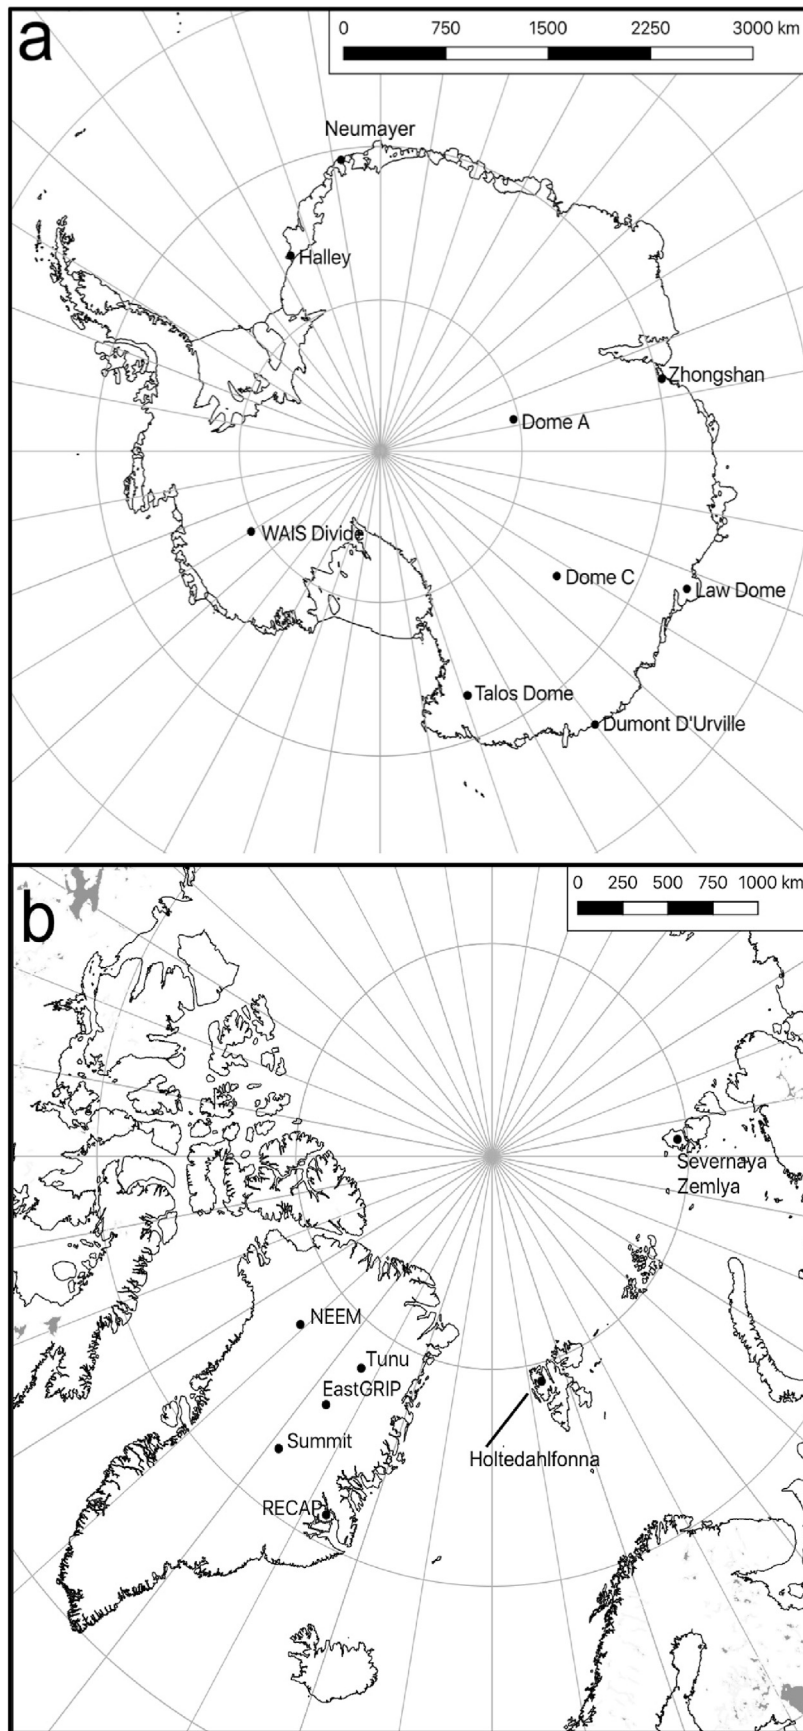 a
0 750 1500 2250 3000 km
Neumayer
Halley
Zhongshan
Dome A
WAIS Divide
Dome C
Law Dome
Talos Dome
Dumont D'Urville
b
0 250 500 750 1000 km
Severnaya
Zemlya
NEEM
Tunu
EastGRIP
Summit
Holtedahlfonna
RECAP